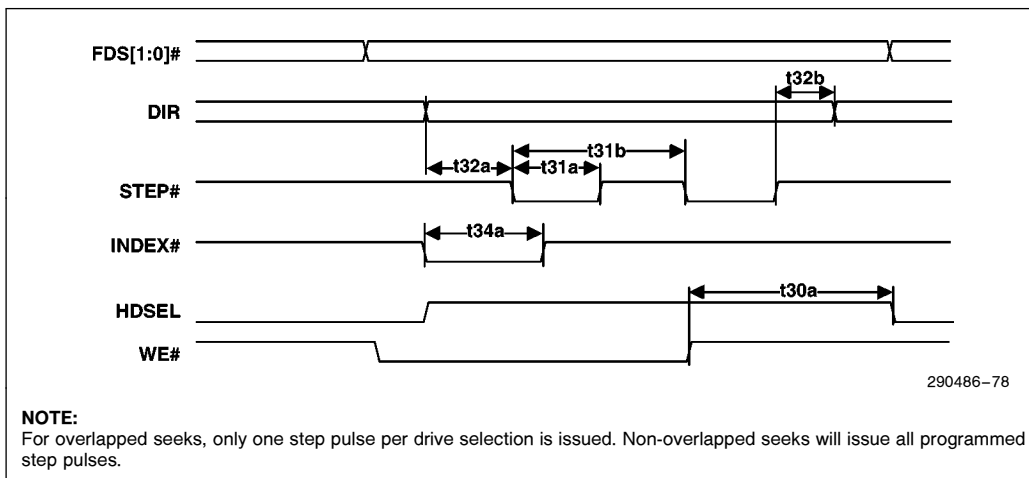 FDS[1:0]#
t32b
DIR
t31b
t32a
t31a
STEP#
t34a
INDEX#
t30a
HDSEL
WE#
290486–78
NOTE:
For overlapped seeks, only one step pulse per drive selection is issued. Non-overlapped seeks will issue all programmed
step pulses.